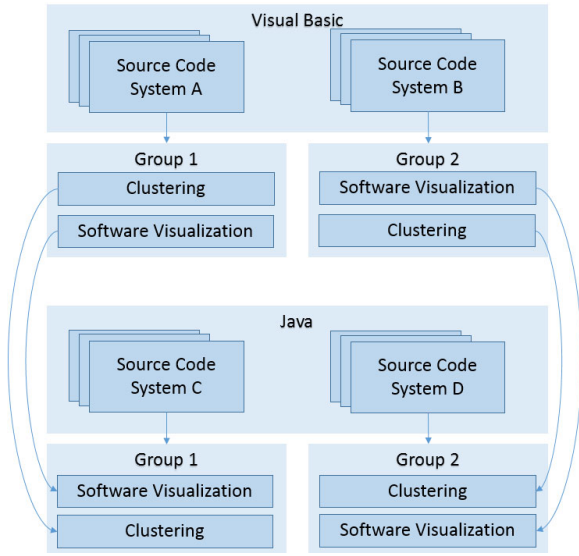 Visual Basic
Source Code
System A
Source Code
System B
Group 1
Clustering
Software Visualization
Group 2
Software Visualization
Clustering
Java
Source Code
System C
Source Code
System D
Group 1
Software Visualization
Clustering
Group 2
Clustering
Software Visualization